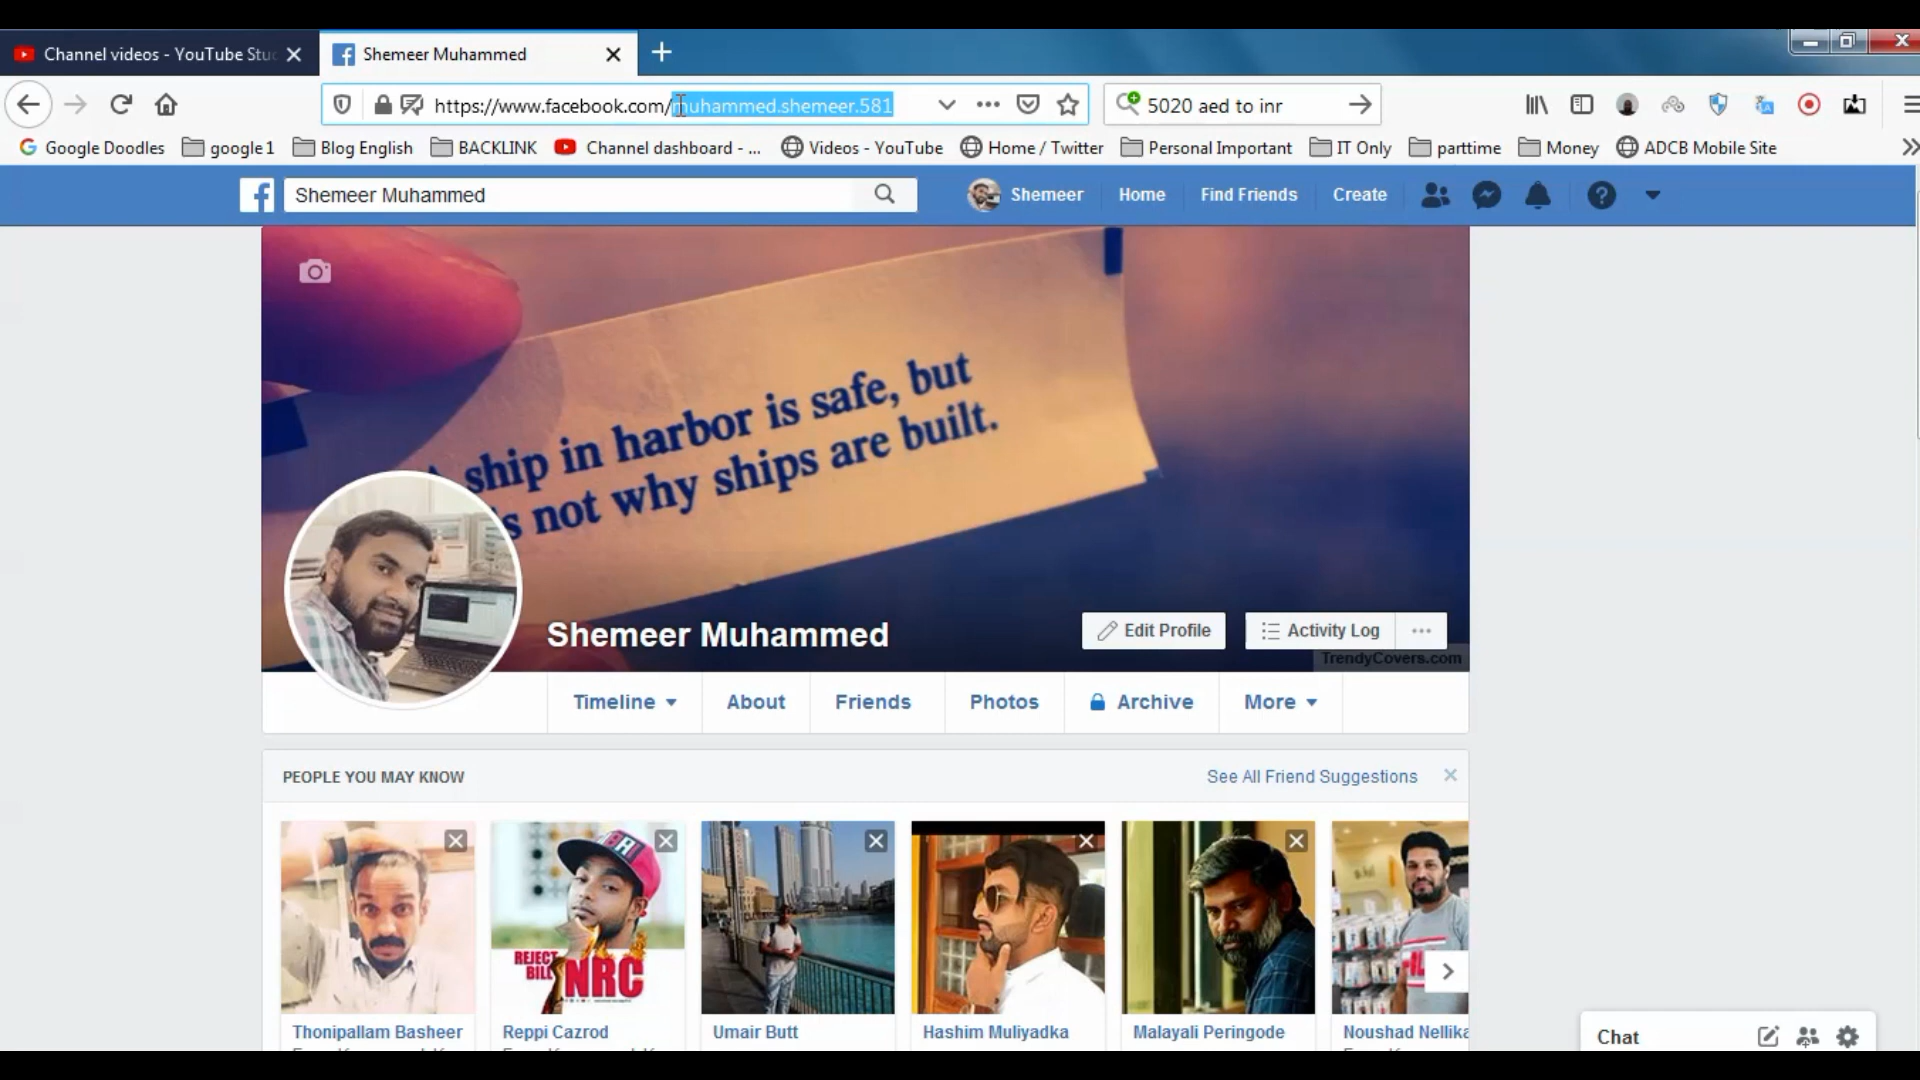 Channel videos - YouTube Stu
Shemeer Muhammed
https://www.facebook.com/muhammed.shemeer.581
5020 aed to inr
Google Doodles google1 Blog English BACKLINK Channel dashboard - ... Videos - YouTube Home / Twitter Personal Important IT Only parttime Money ADCB Mobile Site
Shemeer Muhammed
Shemeer Home Find Friends Create
ship in harbor is safe, but
s not why ships are built.
Shemeer Muhammed
Edit Profile Activity Log
TrendyCovers.com
Timeline About Friends Photos Archive More
PEOPLE YOU MAY KNOW
See All Friend Suggestions
REJECT
BILL
NRC
Thonipallam Basheer Reppi Cazrod Umair Butt Hashim Muliyadka Malayali Peringode Noushad Nellika
Chat